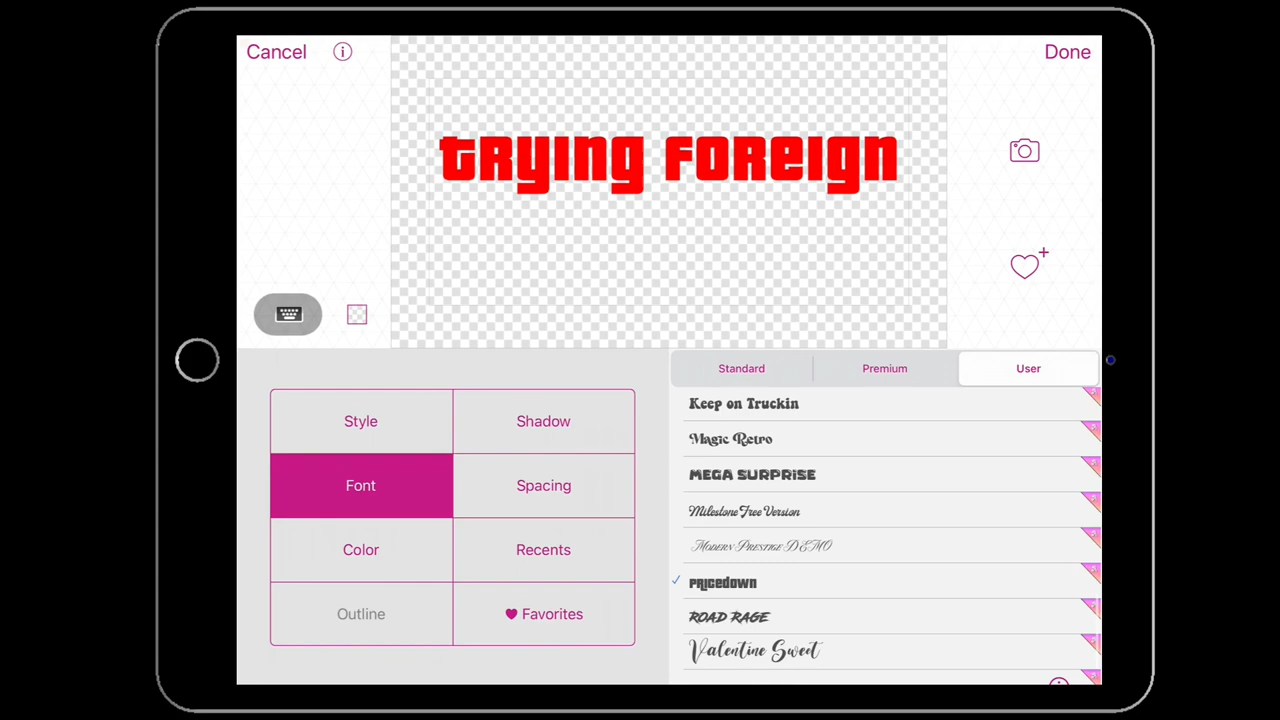 Cancel
Done
tRying FoReign
Standard
Premium
User
Style
Shadow
Font
Spacing
Color
Recents
Outline
Favorites
Keep on Truckin
Magic Retro
MEGA SURPRISE
Milestone Free Version
Modern Prestige DEMO
PRicedown
ROAD RAGE
Valentine Sweet